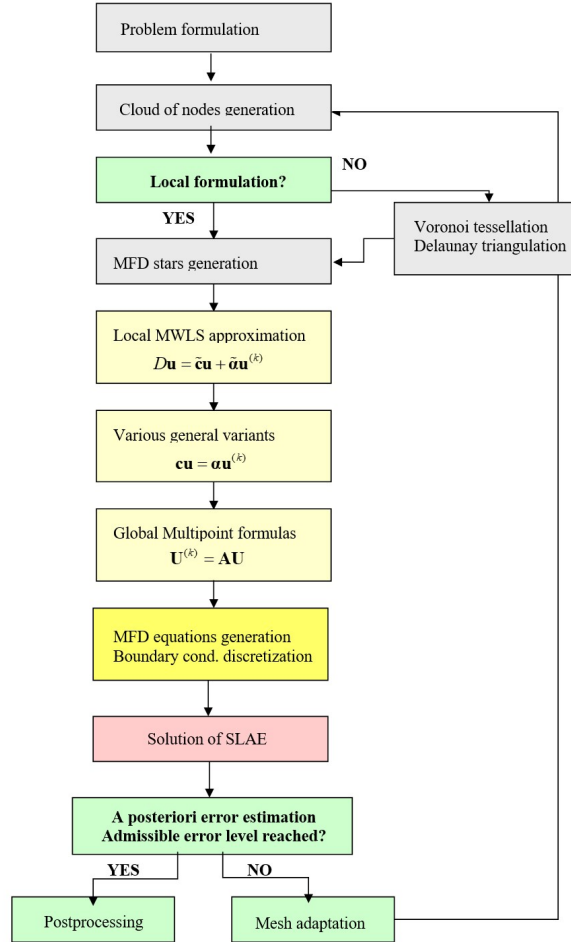 Problem formulation
Cloud of nodes generation
Local formulation?
NO
YES
Voronoi tessellation
Delaunay triangulation
MFD stars generation
Local MWLS approximation
Du = c̃u + α̃u^(k)
Various general variants
cu = αu^(k)
Global Multipoint formulas
U^(k) = AU
MFD equations generation
Boundary cond. discretization
Solution of SLAE
A posteriori error estimation
Admissible error level reached?
YES
NO
Postprocessing
Mesh adaptation